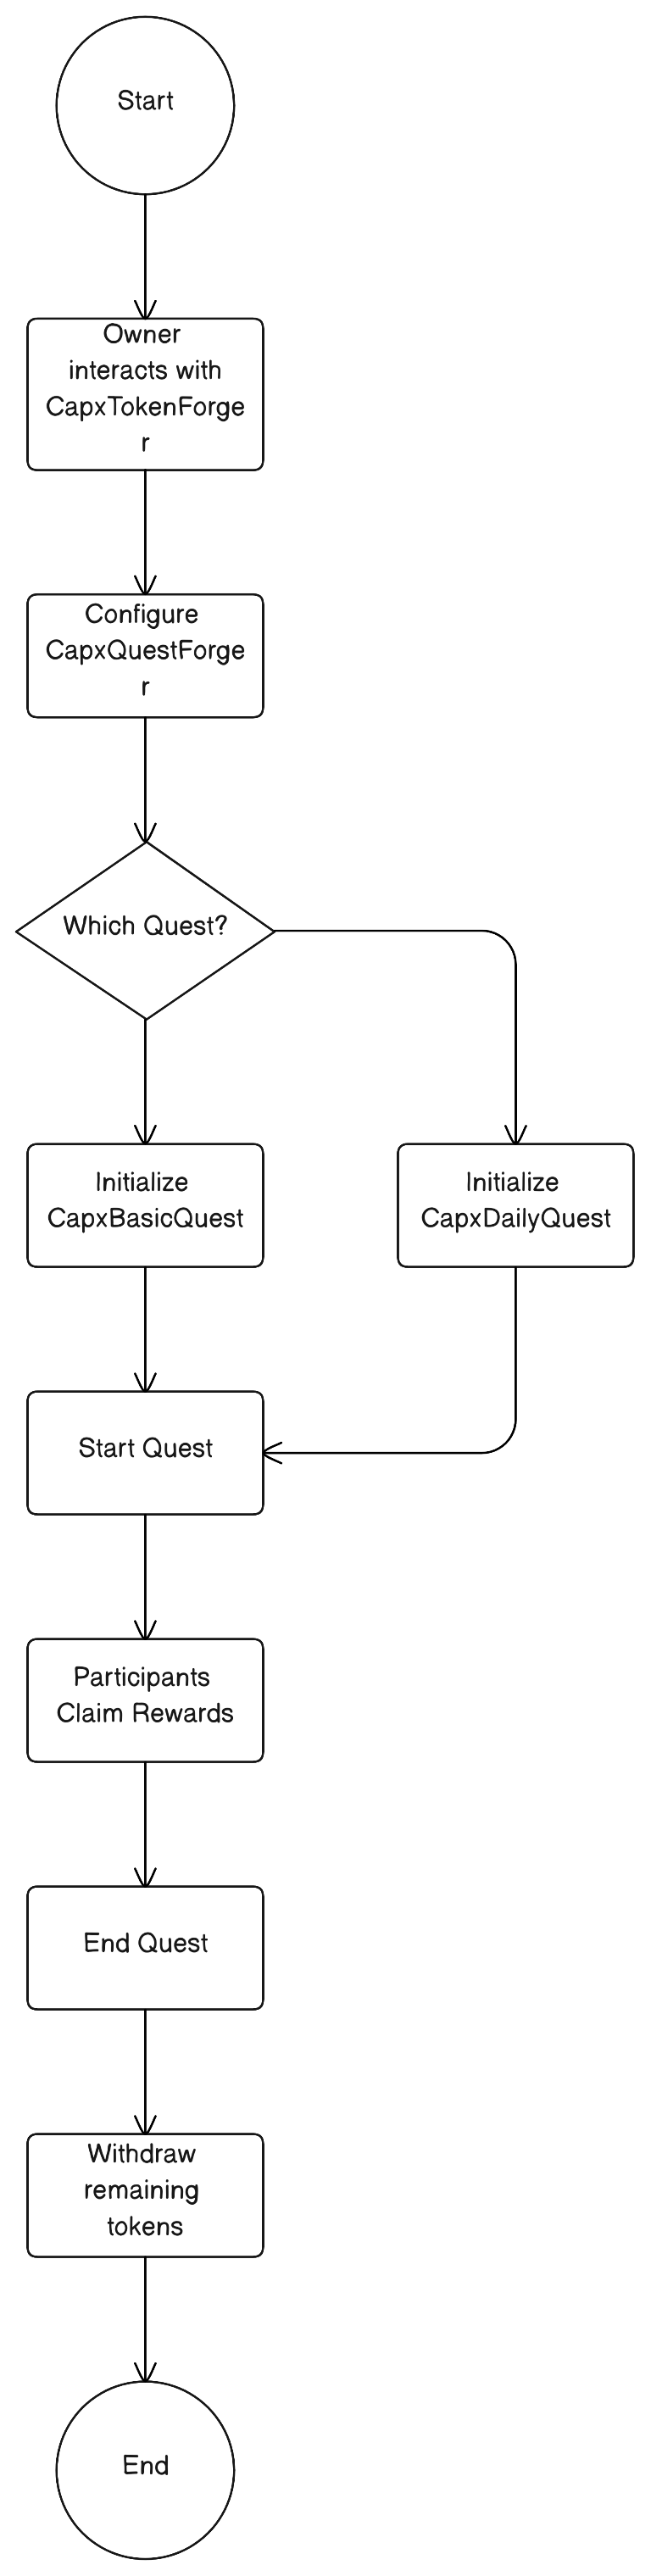 Start
Owner
interacts with
CapxTokenForge
r
Configure
CapxQuestForge
r
Which Quest?
Initialize
CapxBasicQuest
Initialize
CapxDailyQuest
Start Quest
Participants
Claim Rewards
End Quest
Withdraw
remaining
tokens
End